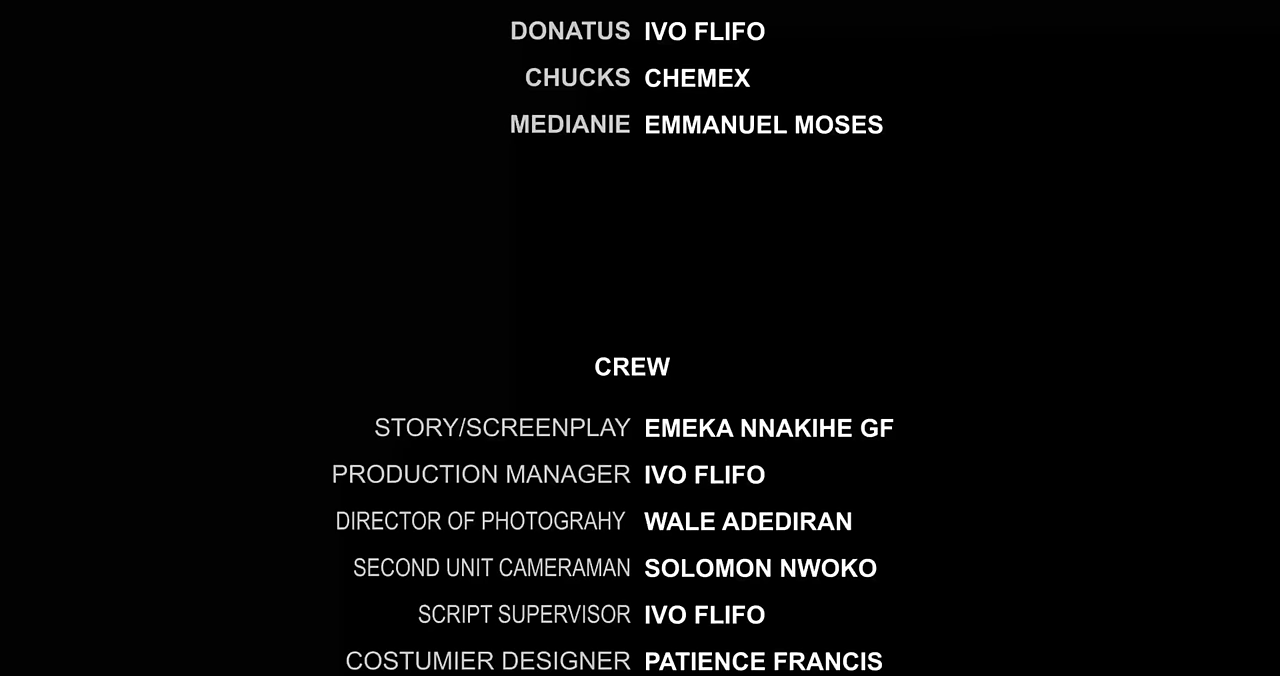 DONATUS IVO FLIFO
CHUCKS CHEMEX
MEDIANIE EMMANUEL MOSES
CREW
STORY/SCREENPLAY EMEKA NNAKIHE GF
PRODUCTION MANAGER IVO FLIFO
DIRECTOR OF PHOTOGRAHY WALE ADEDIRAN
SECOND UNIT CAMERAMAN SOLOMON NWOKO
SCRIPT SUPERVISOR IVO FLIFO
COSTUMIER DESIGNER PATIENCE FRANCIS